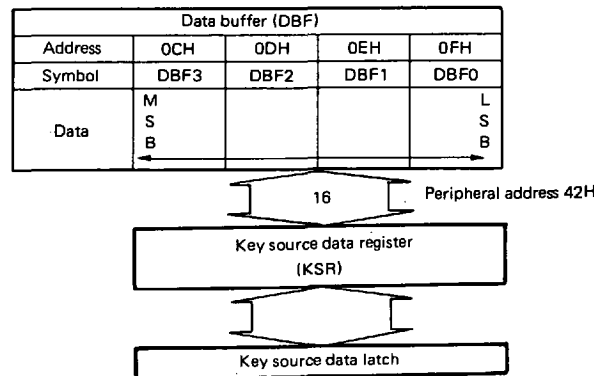 Data buffer (DBF)
Address 0CH 0DH 0EH 0FH
Symbol DBF3 DBF2 DBF1 DBF0
Data
M L
S S
B B
16 Peripheral address 42H
Key source data register
(KSR)
Key source data latch